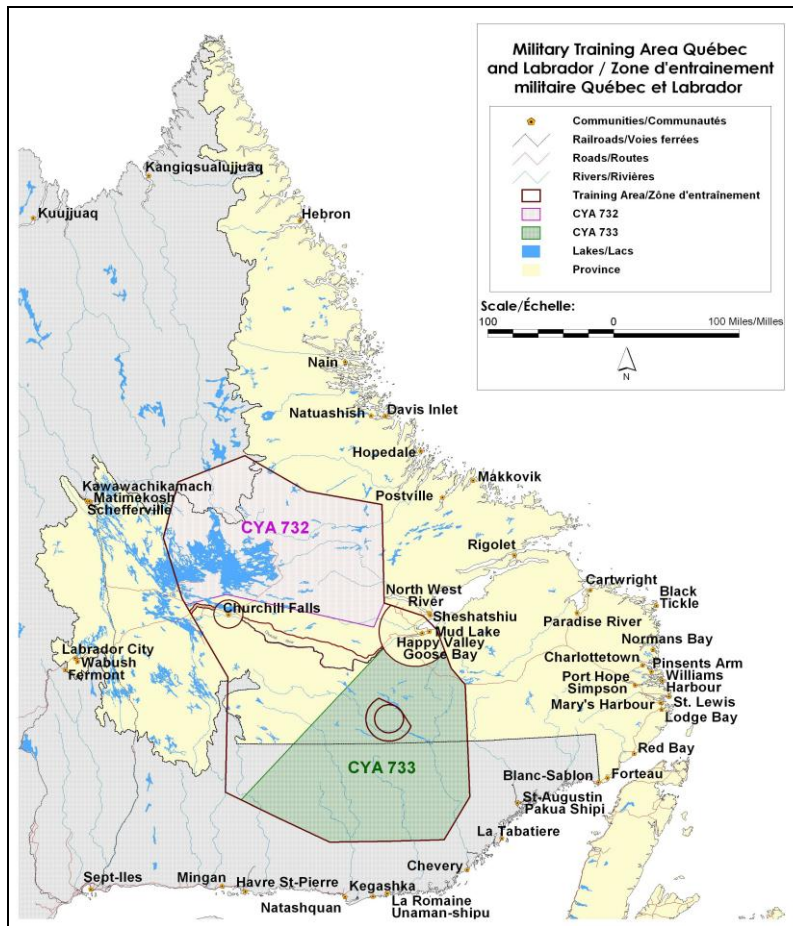 Military Training Area Québec
and Labrador / Zone d'entrainement
militaire Québec et Labrador
Communities/Communautés
Railroads/Voies ferrées
Roads/Routes
Rivers/Rivières
Training Area/Zône d'entraînement
CYA 732
CYA 733
Lakes/Lacs
Province
Scale/Échelle:
100 0 100 Miles/Milles
N
Kangiqsualujjuaq
Kuujjuaq
Hebron
Nain
Natuashish
Davis Inlet
Hopedale
Makkovik
Postville
Kawawachikamach
Matimekosh
Schefferville
CYA 732
Rigolet
North West
River
Sheshatshiu
Mud Lake
Happy Valley
Goose Bay
Churchill Falls
Cartwright
Black
Tickle
Paradise River
Normans Bay
Charlottetown
Pinsents Arm
Williams
Harbour
Port Hope
Simpson
St. Lewis
Mary's Harbour
Lodge Bay
Labrador City
Wabush
Fermont
Red Bay
CYA 733
Blanc-Sablon
Forteau
St-Augustin
Pakua Shipi
La Tabatiere
Chevery
Sept-Iles
Mingan
Havre St-Pierre
Kegashka
Natashquan
La Romaine
Unaman-shipu